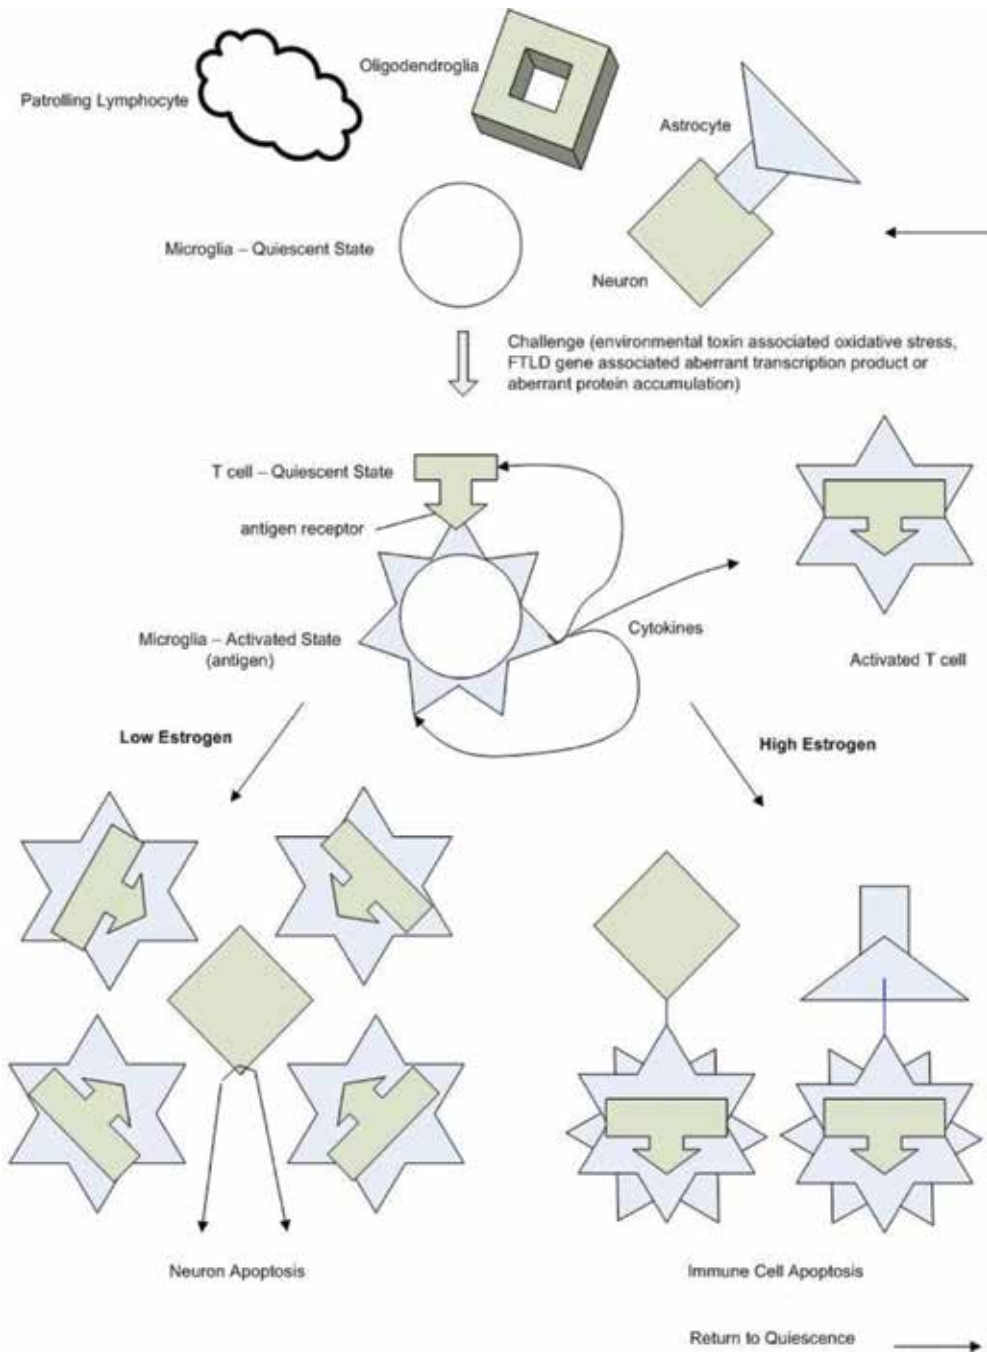 Oligodendroglia
Patrolling Lymphocyte
Astrocyte
Microglia – Quiescent State
Neuron
Challenge (environmental toxin associated oxidative stress,
FTLD gene associated aberrant transcription product or
aberrant protein accumulation)
T cell – Quiescent State
antigen receptor
Cytokines
Microglia – Activated State
(antigen)
Activated T cell
Low Estrogen
High Estrogen
Neuron Apoptosis
Immune Cell Apoptosis
Return to Quiescence